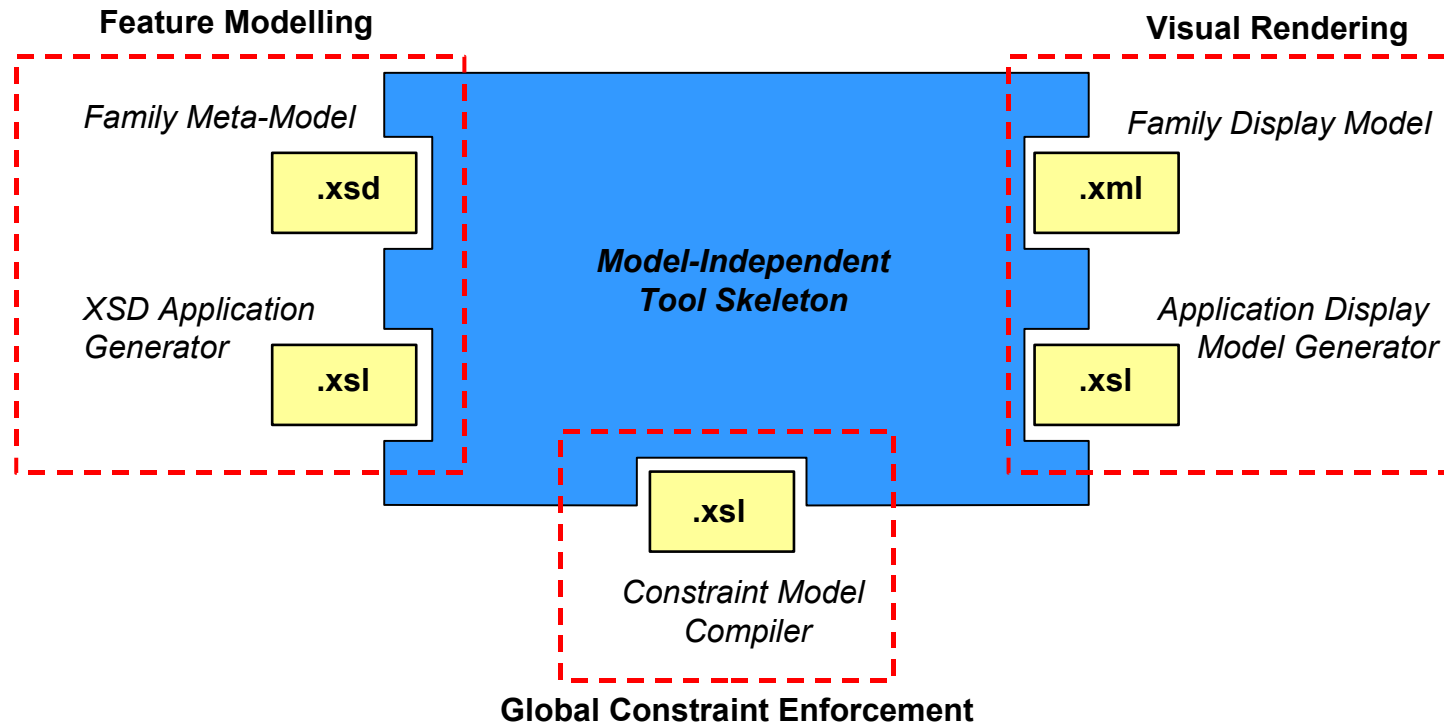 Feature Modelling
Visual Rendering
Family Meta-Model
.xsd
XSD Application
Generator
.xsl
Model-Independent
Tool Skeleton
Family Display Model
.xml
Application Display
Model Generator
.xsl
.xsl
Constraint Model
Compiler
Global Constraint Enforcement